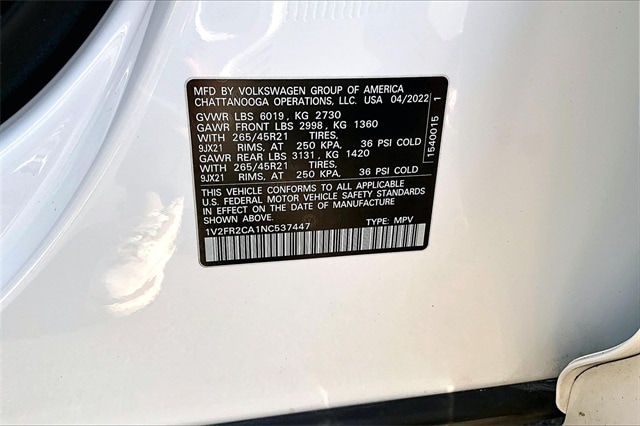 MFD BY VOLKSWAGEN GROUP OF AMERICA
CHATTANOOGA OPERATIONS, LLC. USA 04/2022
GVWR LBS 6019, KG 2730
GAWR FRONT LBS 2998, KG 1360
WITH 265/45R21 TIRES,
9JX21 RIMS, AT 250 KPA, 36 PSI COLD
GAWR REAR LBS 3131, KG 1420
WITH 265/45R21 TIRES,
9JX21 RIMS, AT 250 KPA, 36 PSI COLD
THIS VEHICLE CONFORMS TO ALL APPLICABLE
U.S. FEDERAL MOTOR VEHICLE SAFETY STANDARDS
IN EFFECT ON THE DATE OF MANUFACTURE
SHOWN ABOVE.
1V2FR2CA1NC537447 TYPE: MPV
1540015 1